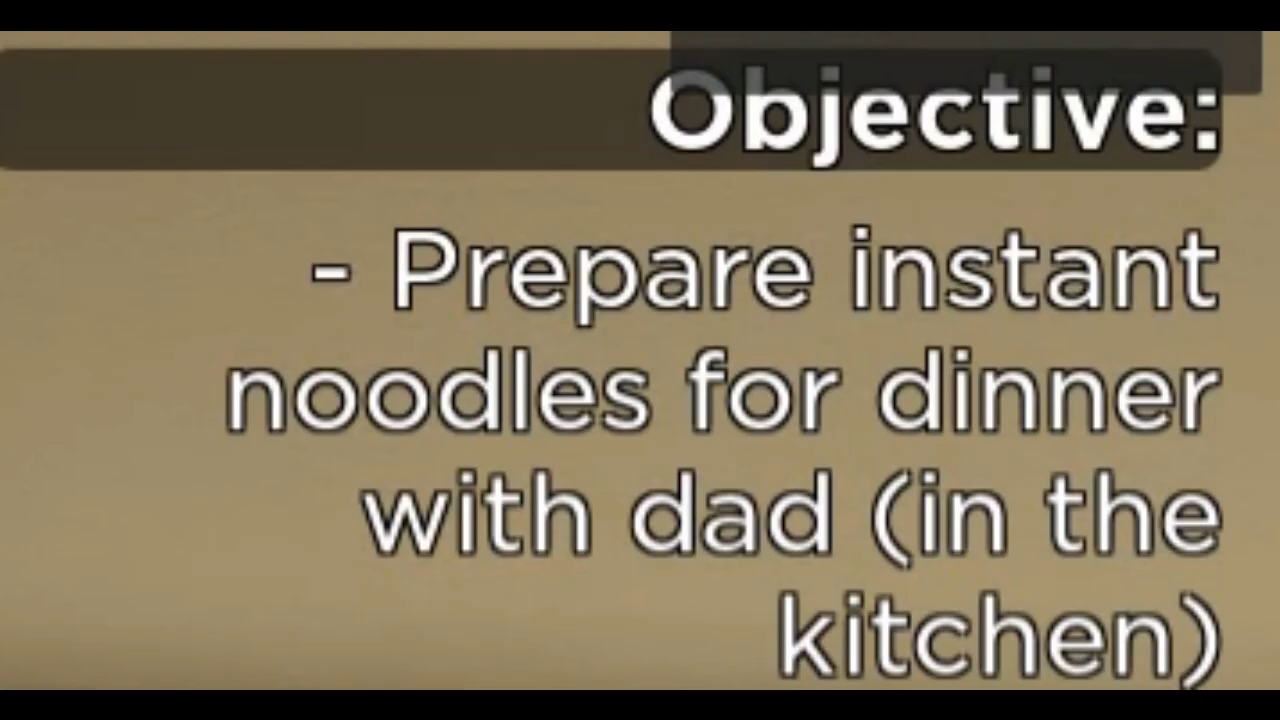 Objective:
- Prepare instant
noodles for dinner
with dad (in the
kitchen)